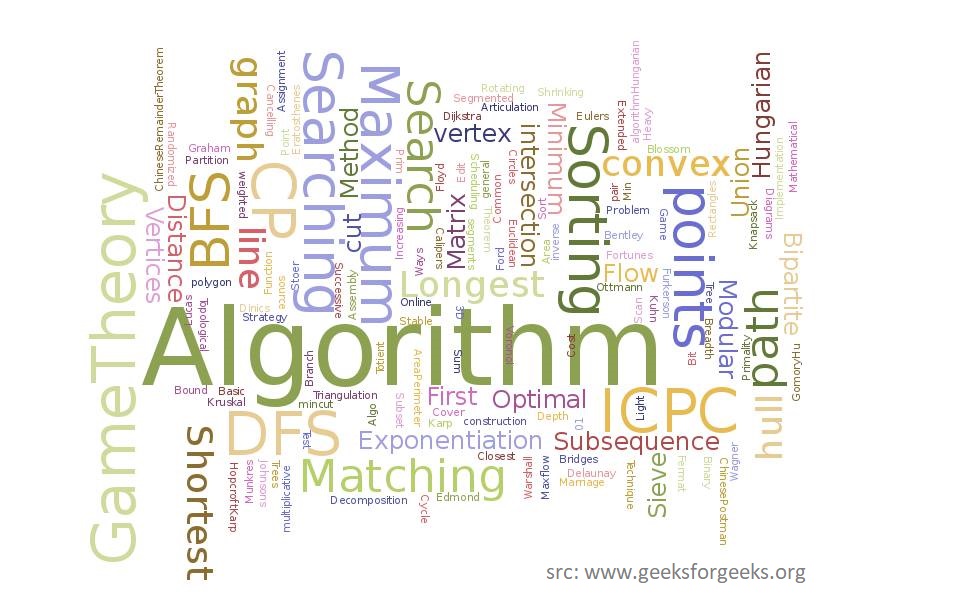 ChineseRemainderTheorem
Randomized
Graham
Partition
graph
Cancelling
Assignment
Point
Eratosthenes
Searching
Method
Maximum
Prim
Search
Segmented
Rotating
Shrinking
Articulation
Dijkstra
vertex
Eulers
Extended
algorithmHungarian
Heavy
Blossom
convex
Hungarian
Mathematical
Implementation
Union
Minimum
intersection
Circles
Sorting
GameTheory
Vertices
Distance
BFS
weighted
CP
line
Function
source
Stoer
cut
Increasing
Floyd
Edit
Scheduling
general
Common
Theorem
Matrix
segments
Calipers
Ways
Ford
Euclidean
Sort
Area
inverse
pair
Min
Problem
Game
points
Rectangles
Knapsack
Diagrams
Bipartite
Bentley
Fortunes
Flow
Ottmann
Furkerson
polygon
Lucas
Topological
Dinics
Strategy
Successive
Assembly
Longest
Online
Stable
3D
Scan
Kuhn
Tree
Breadth
Bit
Modular
path
Primality
GomoryHu
Algorithm
Voronoi
Cost
Sum
Totient
Branch
Bound
Basic
Kruskal
Triangulation
mincut
Algo
AreaPerimeter
Subset
First
Cover
Karp
Optimal
construction
Depth
01
ICPC
Light
hull
DFS
Test
Exponentiation
Subsequence
Shortest
HopcroftKarp
Munkres
Johnsons
Trees
multiplicative
Matching
Closest
Bridges
Warshall
Maxflow
Delaunay
Marriage
Technique
Sieve
Fermat
Binary
ChinesePostman
Wagner
Decomposition
Cycle
Edmond
src: www.geeksforgeeks.org